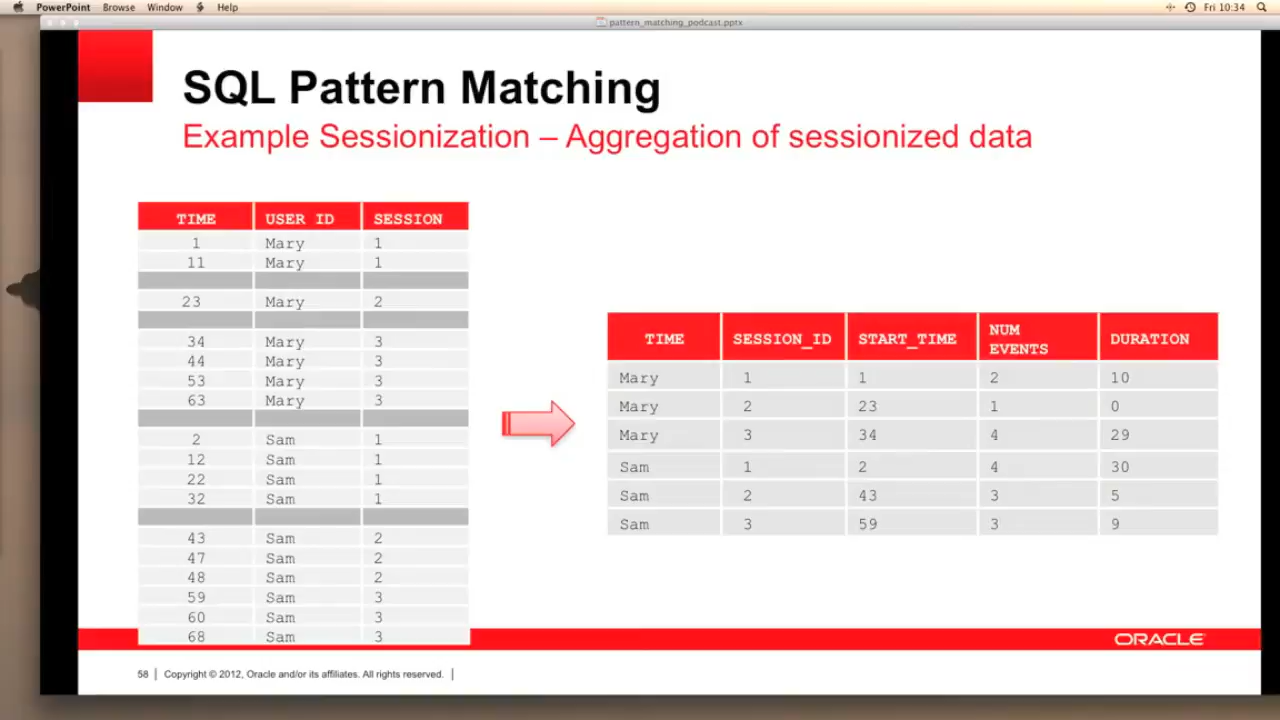 PowerPoint Browse Window Help Fri 10:34
pattern_matching_podcast.pptx
SQL Pattern Matching
Example Sessionization – Aggregation of sessionized data
TIME USER ID SESSION
1 Mary 1
11 Mary 1
23 Mary 2
34 Mary 3
44 Mary 3
53 Mary 3
63 Mary 3
2 Sam 1
12 Sam 1
22 Sam 1
32 Sam 1
43 Sam 2
47 Sam 2
48 Sam 2
59 Sam 3
60 Sam 3
68 Sam 3
TIME SESSION_ID START_TIME NUM EVENTS DURATION
Mary 1 1 2 10
Mary 2 23 1 0
Mary 3 34 4 29
Sam 1 2 4 30
Sam 2 43 3 5
Sam 3 59 3 9
ORACLE
58 | Copyright © 2012, Oracle and/or its affiliates. All rights reserved. |